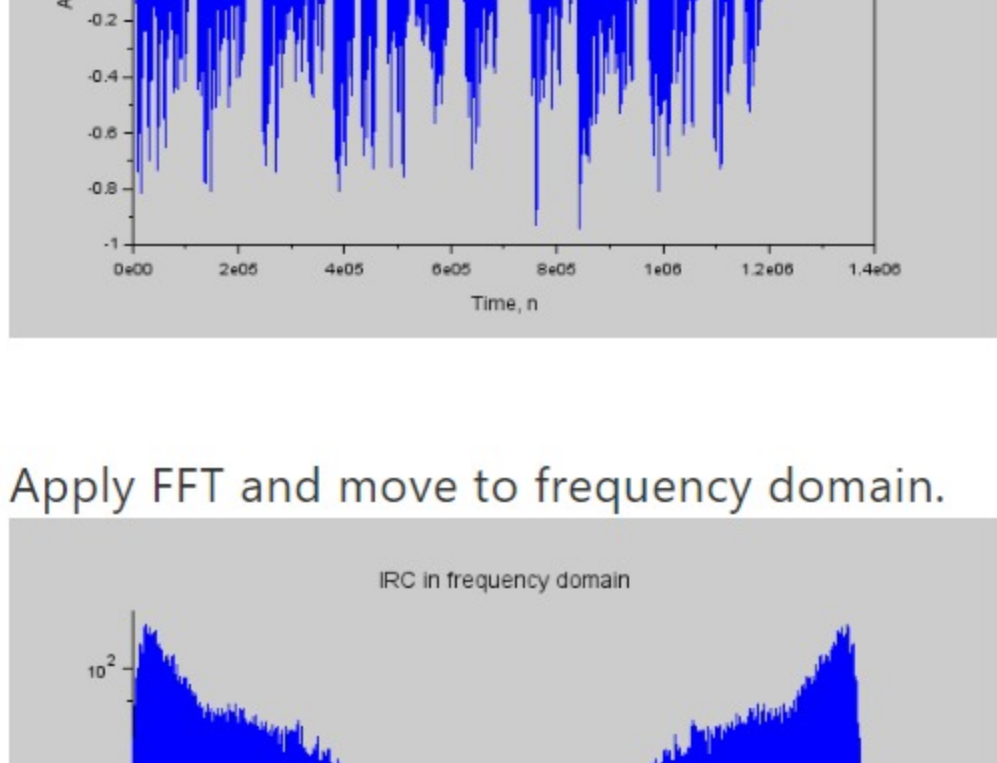 -0.2
-0.4
-0.6
-0.8
-1
0e00 2e05 4e05 6e05 8e05 1e06 1.2e06 1.4e06
Time, n
Apply FFT and move to frequency domain.
IRC in frequency domain
10^2